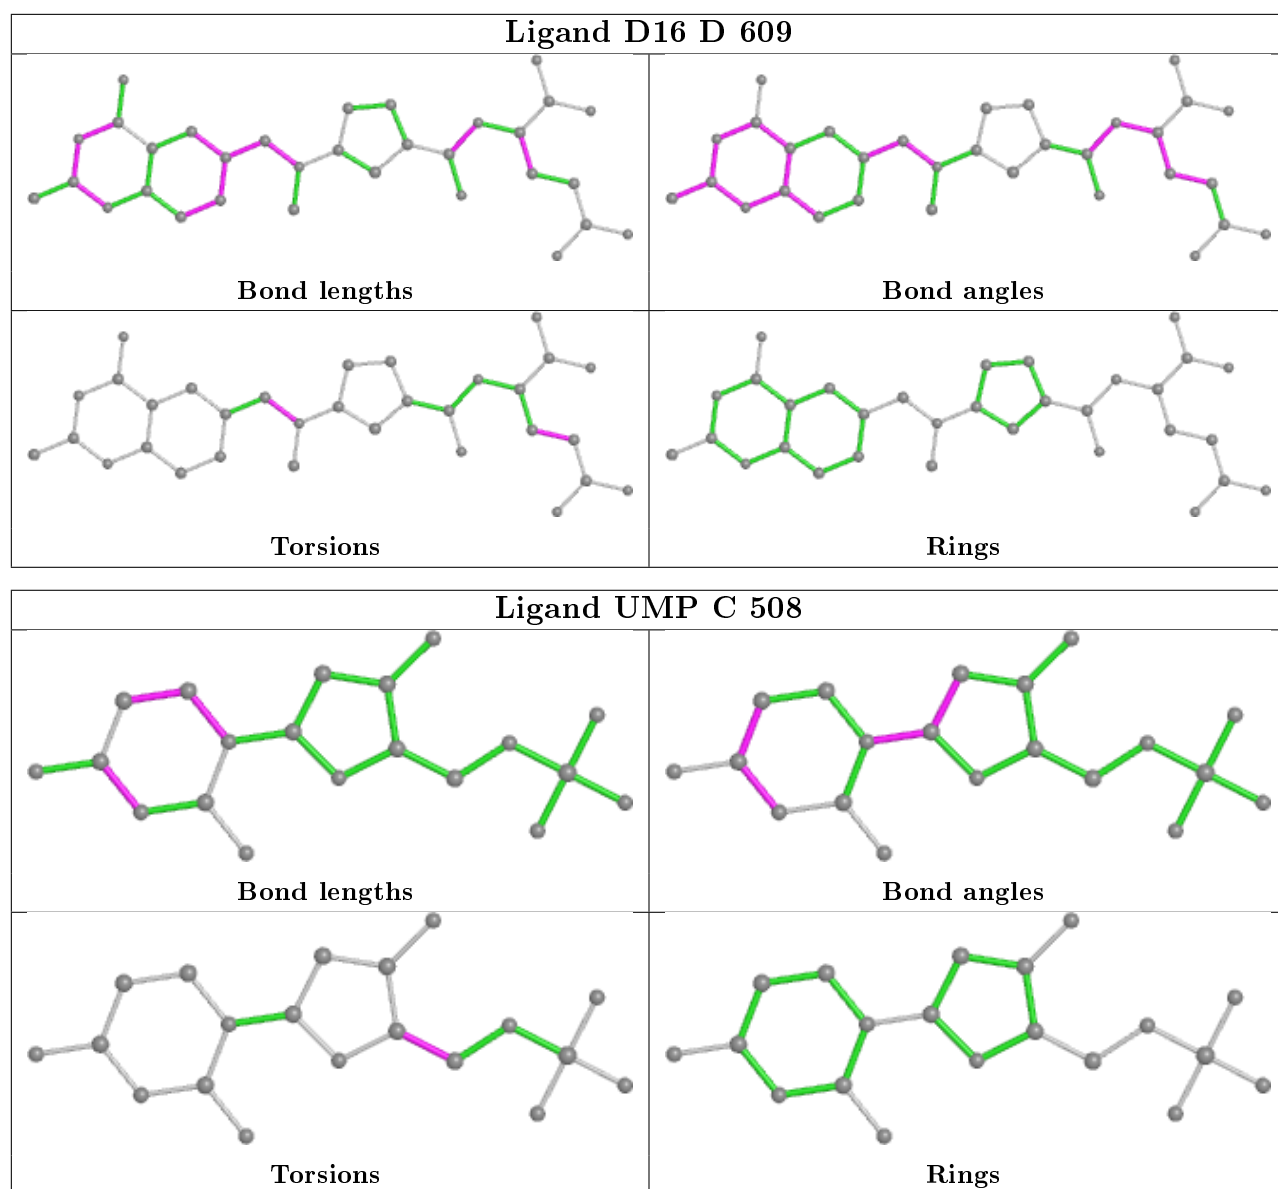 Ligand D16 D 609
Bond lengths
Bond angles
Torsions
Rings
Ligand UMP C 508
Bond lengths
Bond angles
Torsions
Rings